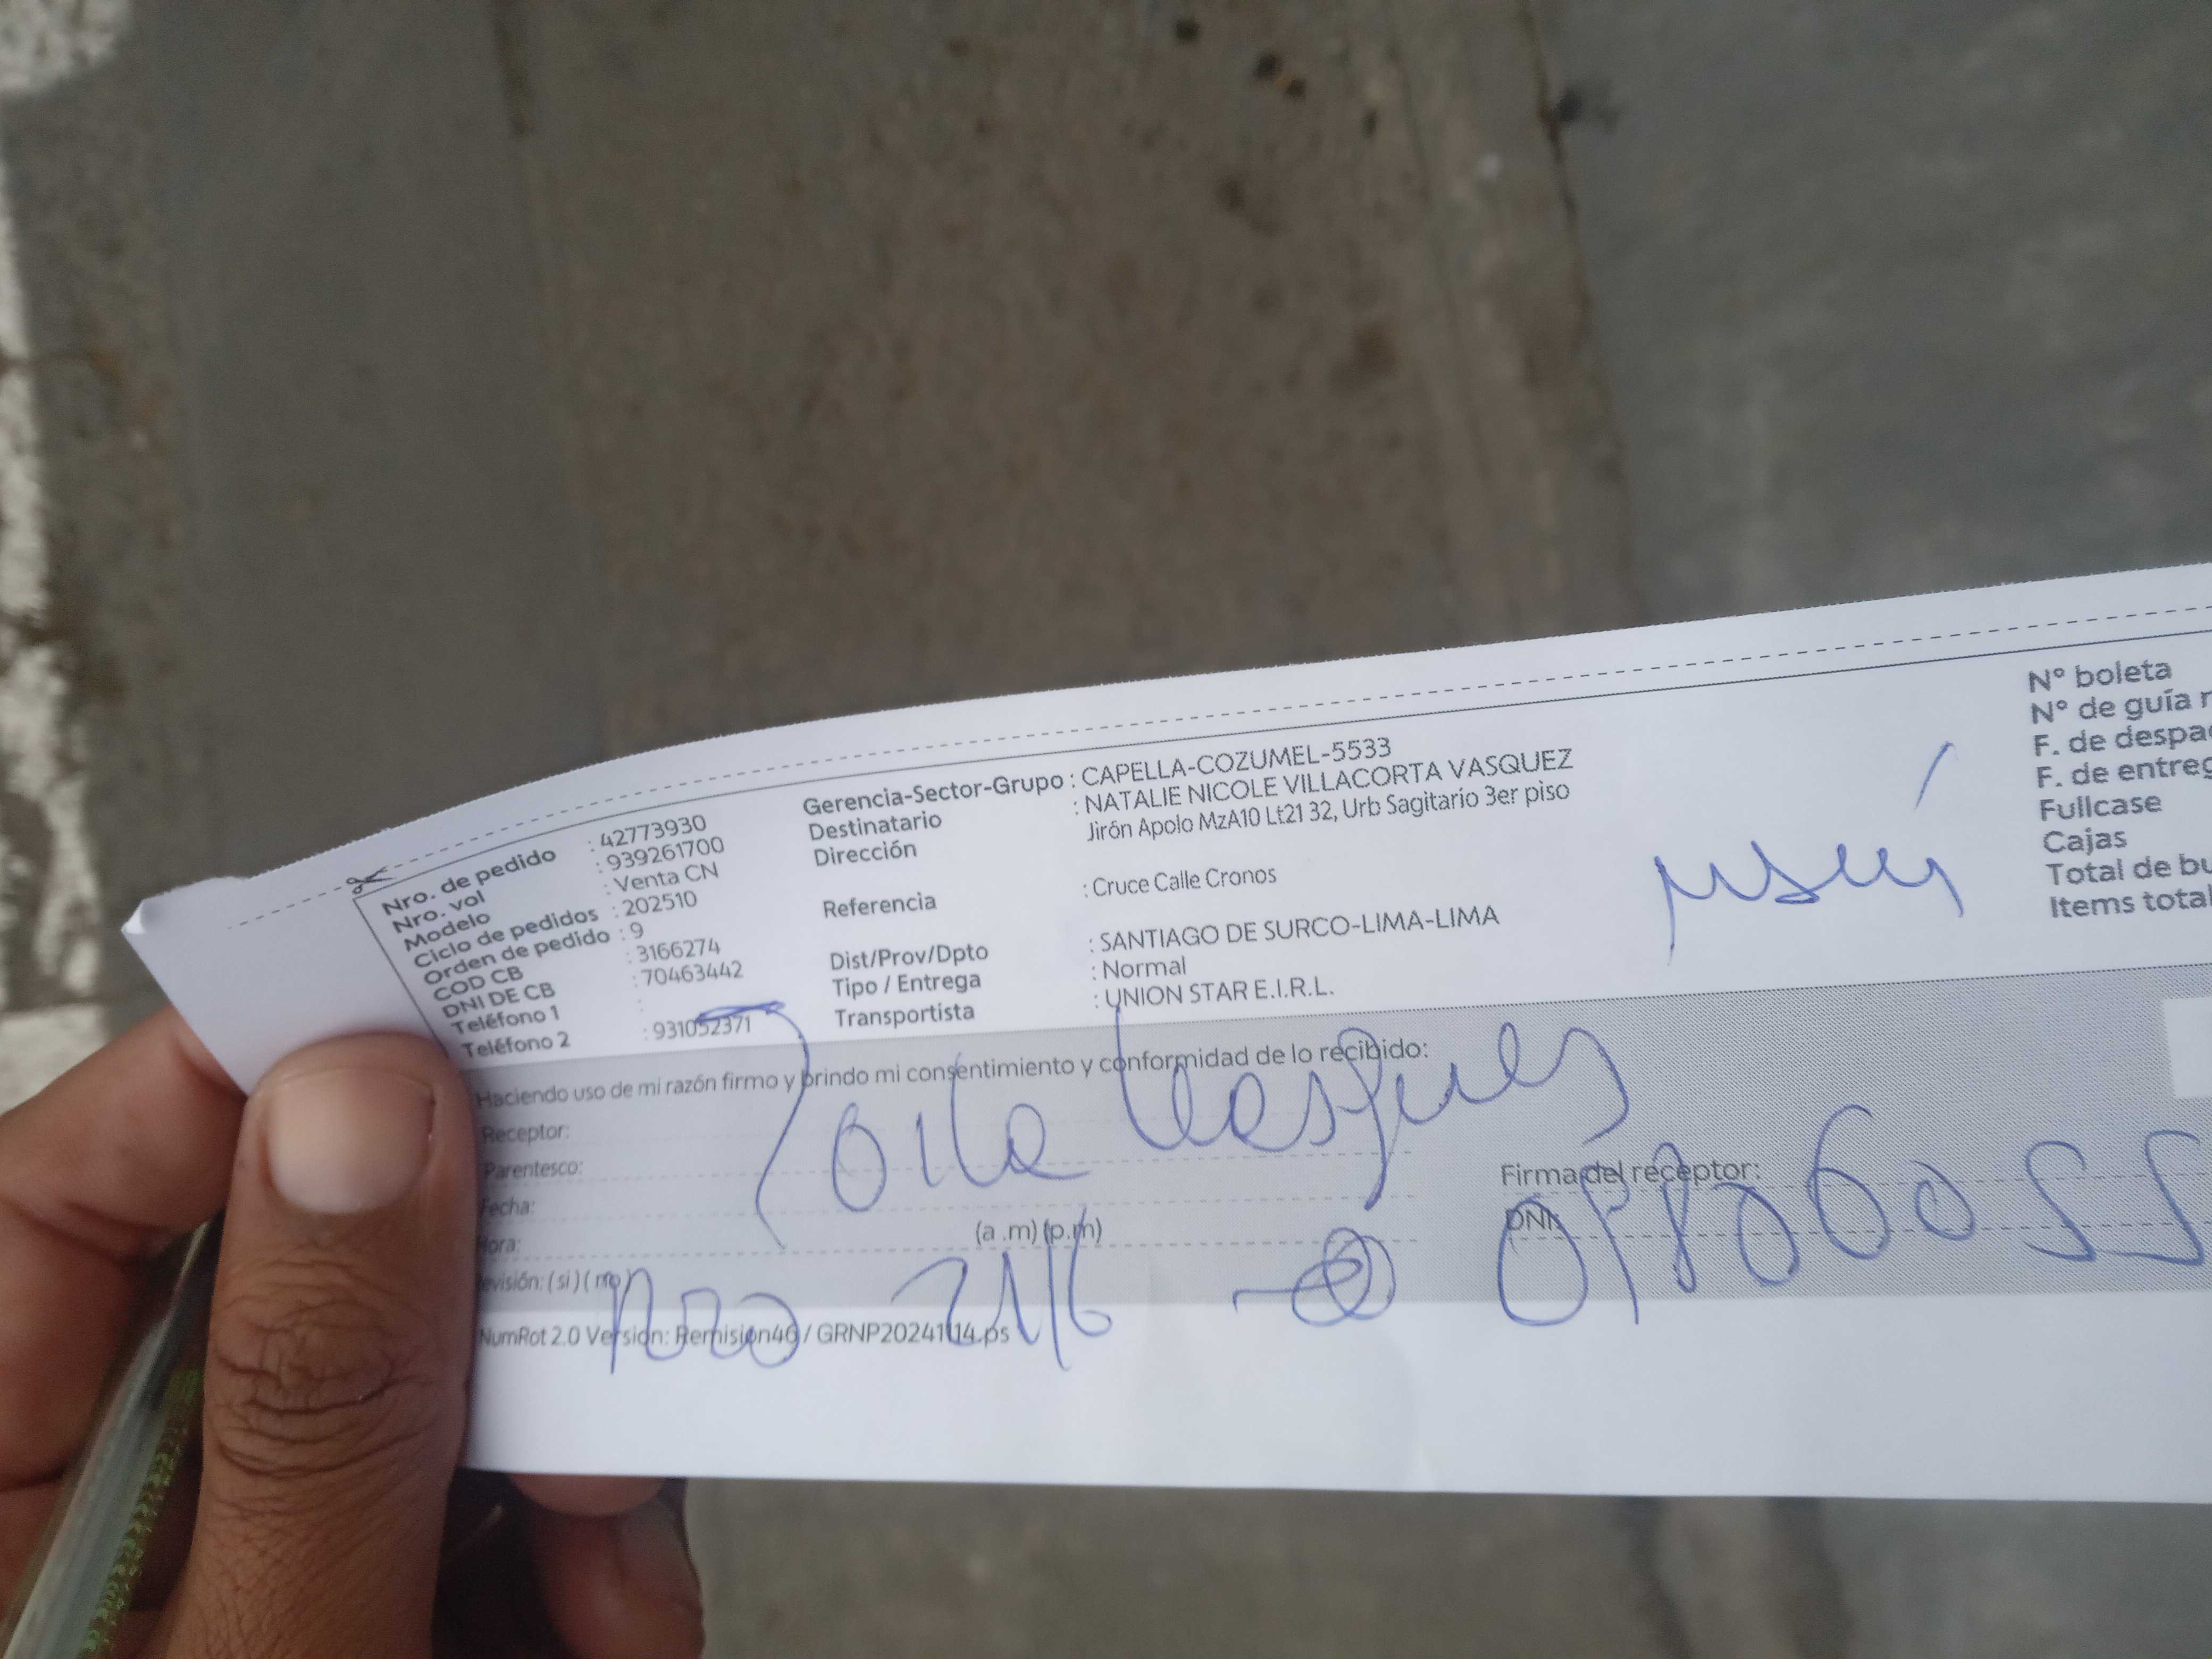 Nro. de pedido : 42773930
Nro. vol : 939261700
Modelo : Venta CN
Ciclo de pedidos : 202510
Orden de pedido : 9
COD CB : 3166274
DNI DE CB : 70463442
Teléfono 1 :
Teléfono 2 : 931052371
Gerencia-Sector-Grupo : CAPELLA-COZUMEL-5533
Destinatario : NATALIE NICOLE VILLACORTA VASQUEZ
Dirección Jirón Apolo MzA10 Lt21 32, Urb Sagitario 3er piso
Referencia : Cruce Calle Cronos
Dist/Prov/Dpto : SANTIAGO DE SURCO-LIMA-LIMA
Tipo / Entrega : Normal
Transportista : UNION STAR E.I.R.L.
N° boleta
N° de guía r
F. de despa
F. de entreg
Fullcase
Cajas
Total de bu
Items total
Haciendo uso de mi razón firmo y brindo mi consentimiento y conformidad de lo recibido:
Receptor:
Zoila Vasques
Parentesco:
Fecha:
Hora: (a .m) (p.m)
Revisión: ( si ) ( no )
Firma del receptor:
DNI:
NumRot 2.0 Version: Remisión46 / GRNP20241114.ps